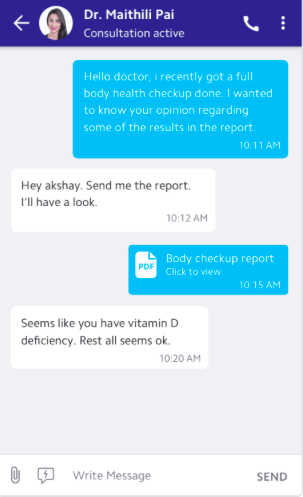 Dr. Maithili Pai
Consultation active
Hello doctor, i recently got a full
body health checkup done. I wanted
to know your opinion regarding
some of the results in the report.
10:11 AM
Hey akshay. Send me the report.
I'll have a look.
10:12 AM
PDF
Body checkup report
Click to view
10:15 AM
Seems like you have vitamin D
deficiency. Rest all seems ok.
10:20 AM
Write Message
SEND